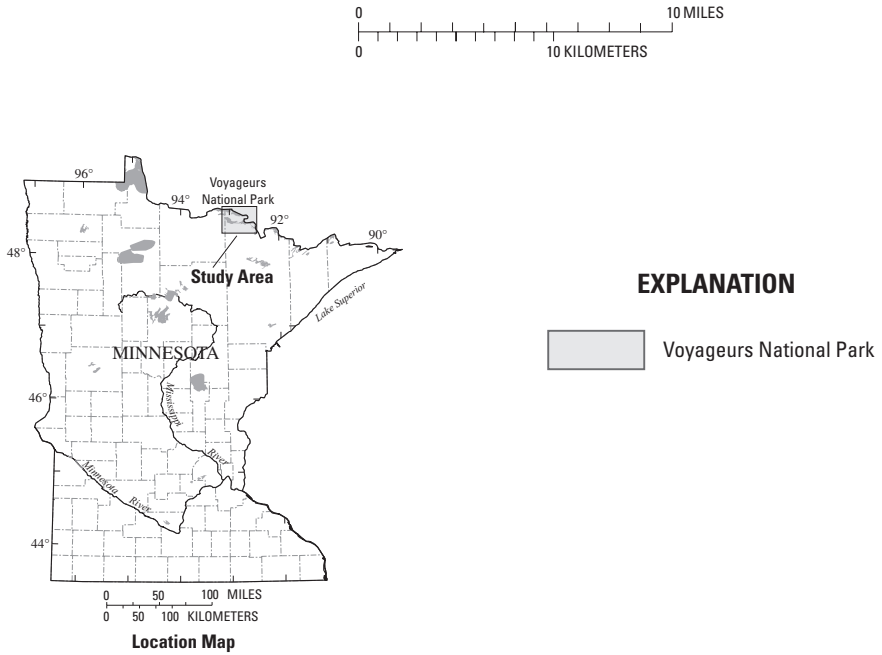 0 10 MILES
0 10 KILOMETERS
96°
Voyageurs
National Park
94°
92°
90°
48°
Study Area
Lake Superior
EXPLANATION
Voyageurs National Park
MINNESOTA
46°
Mississippi
River
Minnesota
River
44°
0 50 100 MILES
0 50 100 KILOMETERS
Location Map